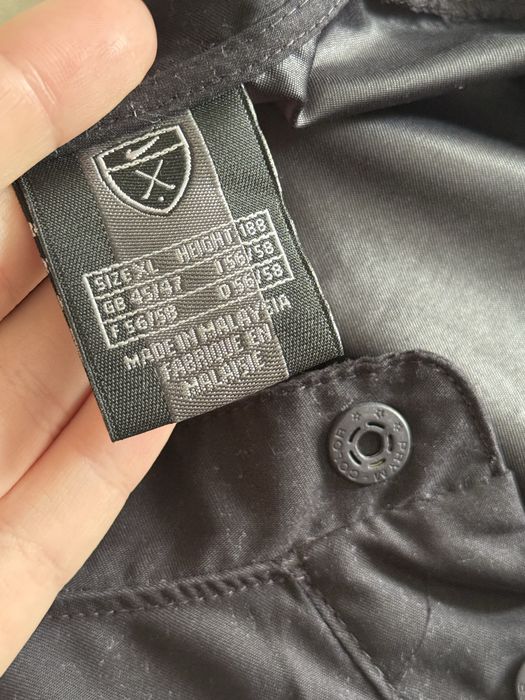 SIZE XL HEIGHT 188
GB 45/47 I 56/58
F 56/58 D 56/58
MADE IN MALAYSIA
FABRIQUE EN
MALAISIE
PRYM